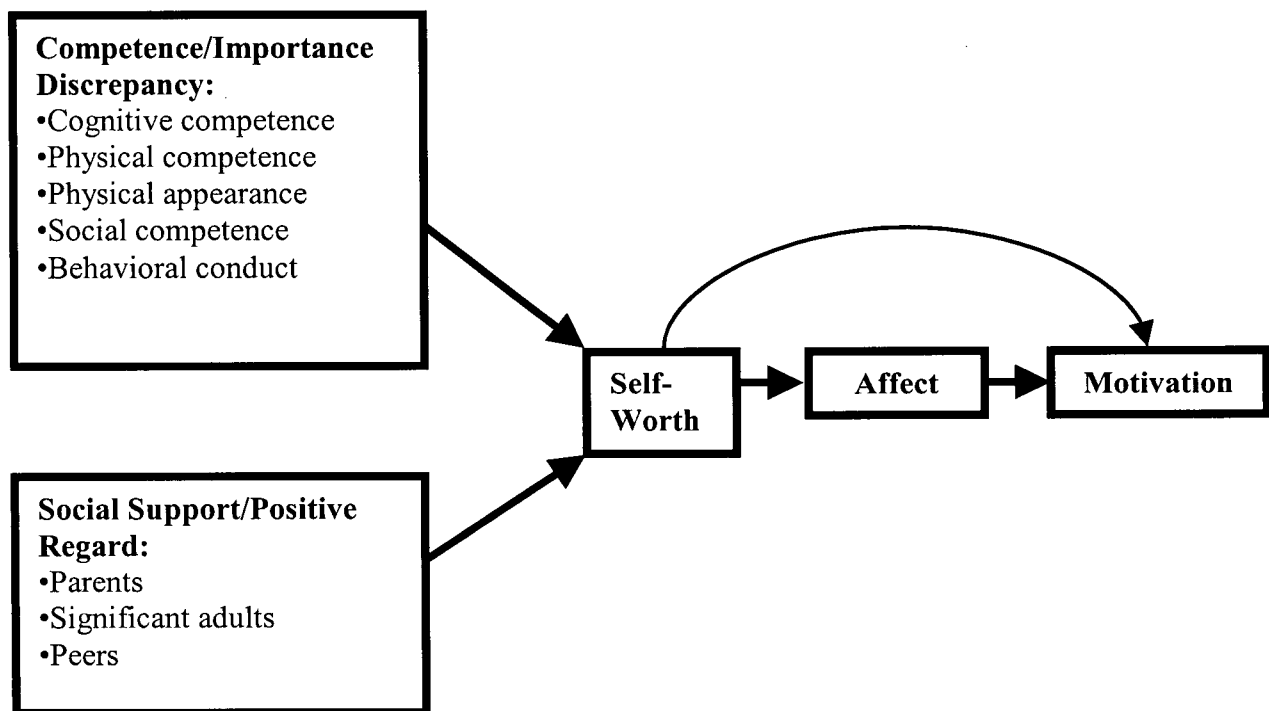 Competence/Importance
Discrepancy:
•Cognitive competence
•Physical competence
•Physical appearance
•Social competence
•Behavioral conduct
Self-
Worth
Affect
Motivation
Social Support/Positive
Regard:
•Parents
•Significant adults
•Peers